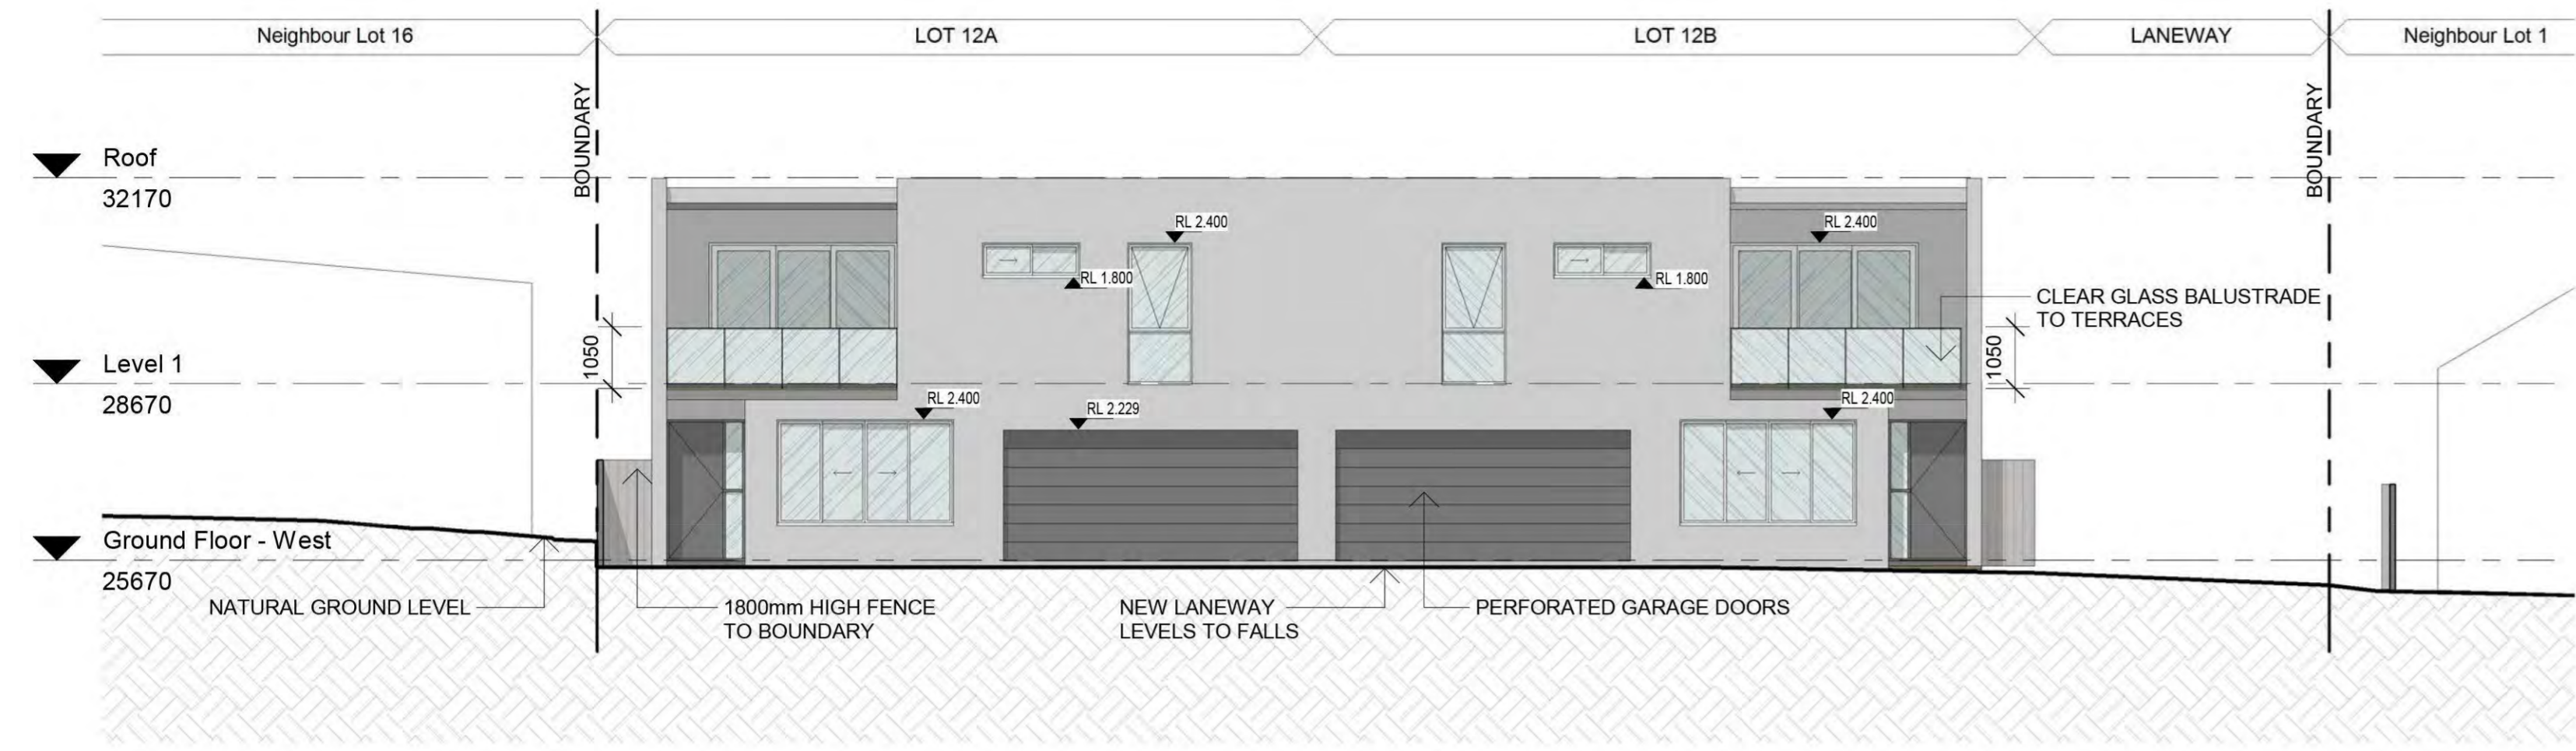 Neighbour Lot 16
LOT 12A
LOT 12B
LANEWAY
Neighbour Lot 1
BOUNDARY
BOUNDARY
Roof
32170
RL 2.400
RL 2.400
RL 1.800
RL 1.800
CLEAR GLASS BALUSTRADE
TO TERRACES
1050
1050
Level 1
28670
RL 2.400
RL 2.229
RL 2.400
Ground Floor - West
25670
NATURAL GROUND LEVEL
1800mm HIGH FENCE
TO BOUNDARY
NEW LANEWAY
LEVELS TO FALLS
PERFORATED GARAGE DOORS